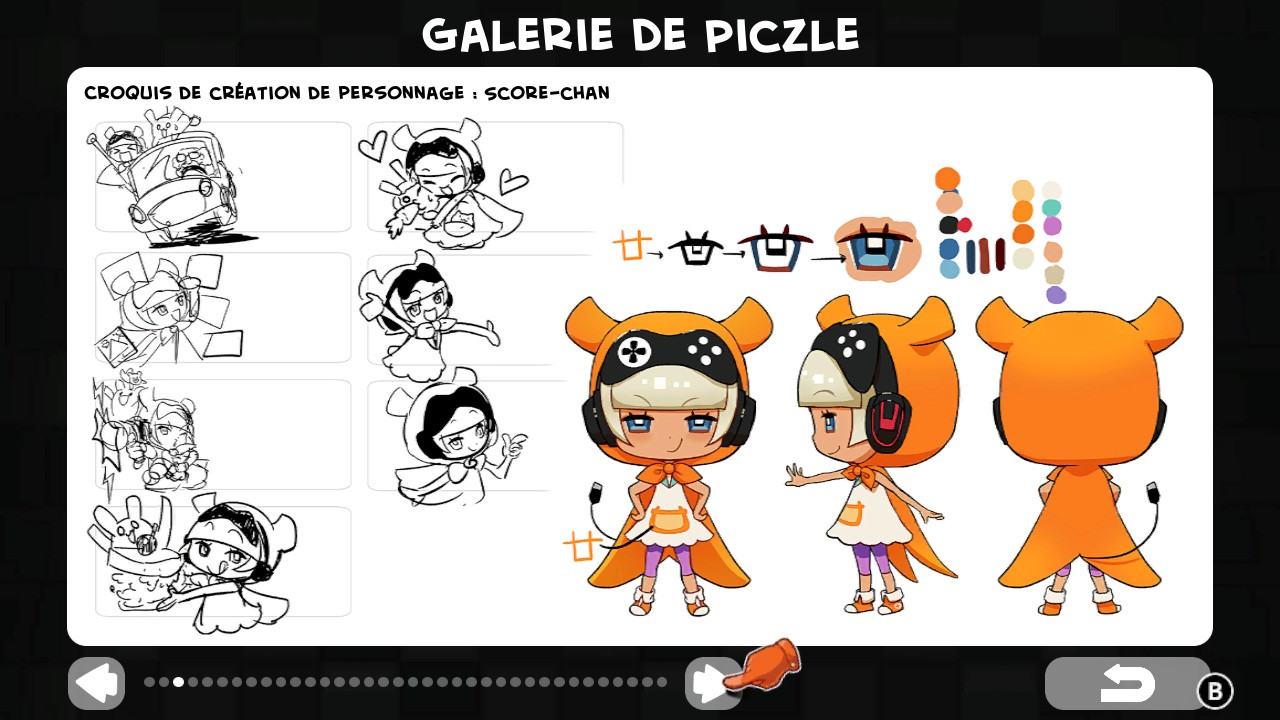 GALERIE DE PICZLE
CROQUIS DE CRÉATION DE PERSONNAGE : SCORE-CHAN
B